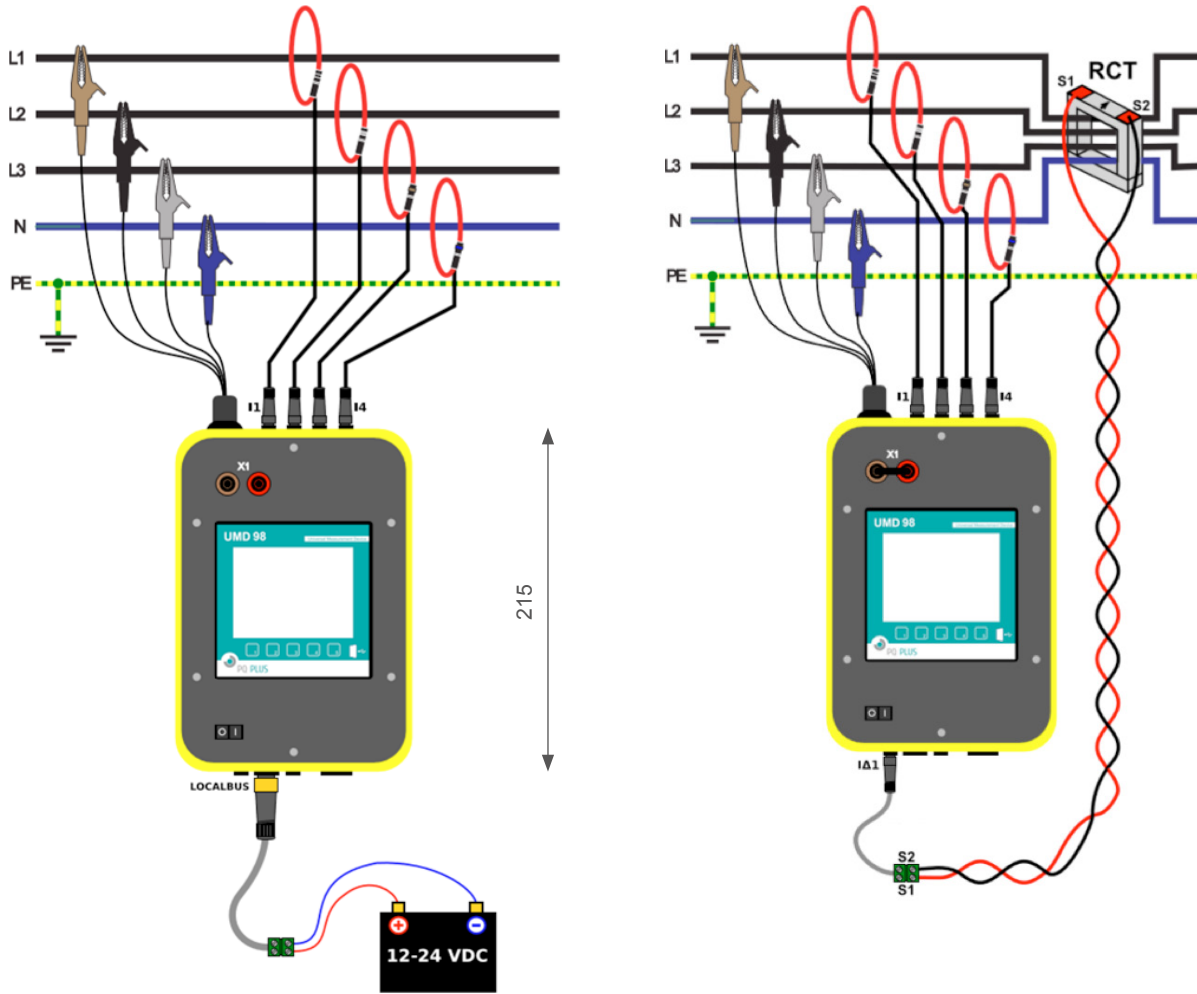 L1
L2
L3
N
PE
I1
I4
X1
UMD 98
PQ PLUS
O I
LOCALBUS
+
-
12-24 VDC
215
L1
L2
L3
N
PE
S1
RCT
S2
I1
I4
X1
UMD 98
PQ PLUS
O I
IΔ1
S2
S1